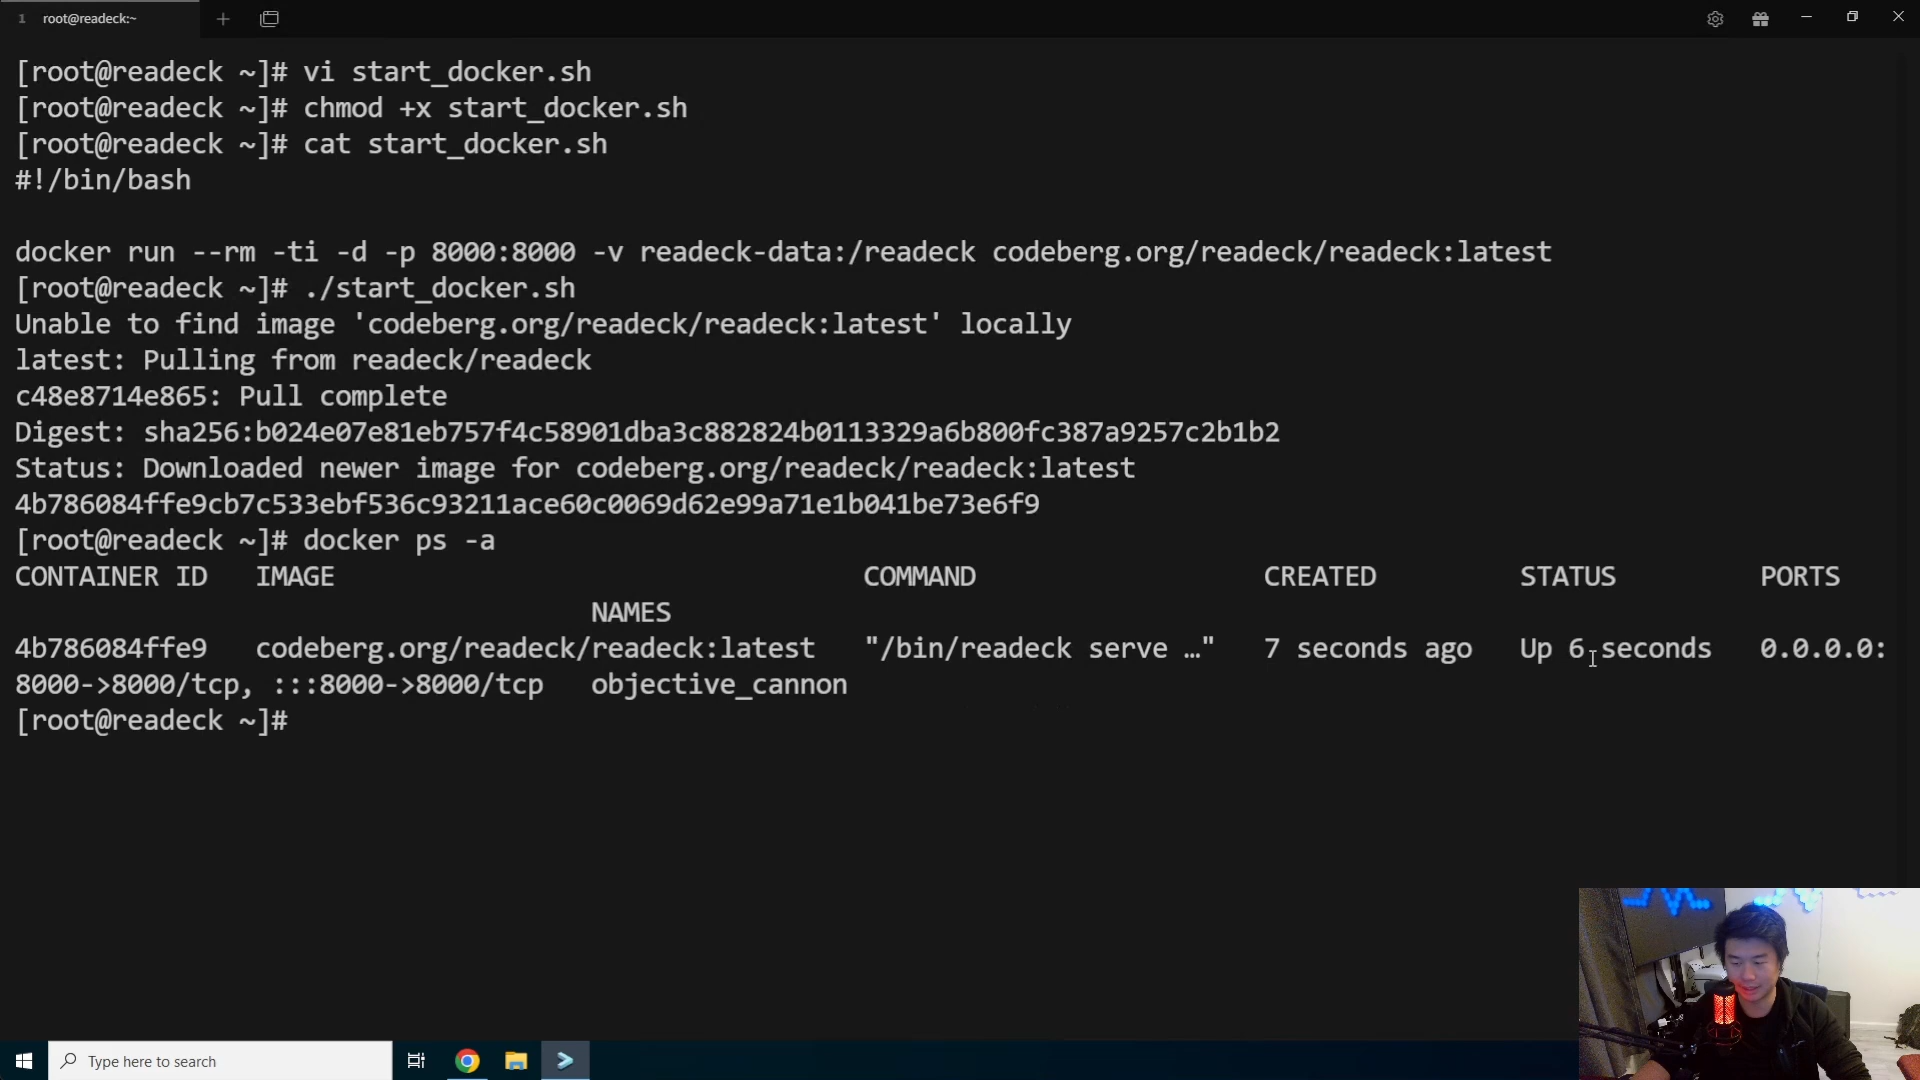 1 root@readeck:~
[root@readeck ~]# vi start_docker.sh
[root@readeck ~]# chmod +x start_docker.sh
[root@readeck ~]# cat start_docker.sh
#!/bin/bash
docker run --rm -ti -d -p 8000:8000 -v readeck-data:/readeck codeberg.org/readeck/readeck:latest
[root@readeck ~]# ./start_docker.sh
Unable to find image 'codeberg.org/readeck/readeck:latest' locally
latest: Pulling from readeck/readeck
c48e8714e865: Pull complete
Digest: sha256:b024e07e81eb757f4c58901dba3c882824b0113329a6b800fc387a9257c2b1b2
Status: Downloaded newer image for codeberg.org/readeck/readeck:latest
4b786084ffe9cb7c533ebf536c93211ace60c0069d62e99a71e1b041be73e6f9
[root@readeck ~]# docker ps -a
CONTAINER ID   IMAGE                                 COMMAND                  CREATED         STATUS         PORTS
                                    NAMES
4b786084ffe9   codeberg.org/readeck/readeck:latest   "/bin/readeck serve …"   7 seconds ago   Up 6 seconds   0.0.0.0:
8000->8000/tcp, :::8000->8000/tcp   objective_cannon
[root@readeck ~]#
Type here to search